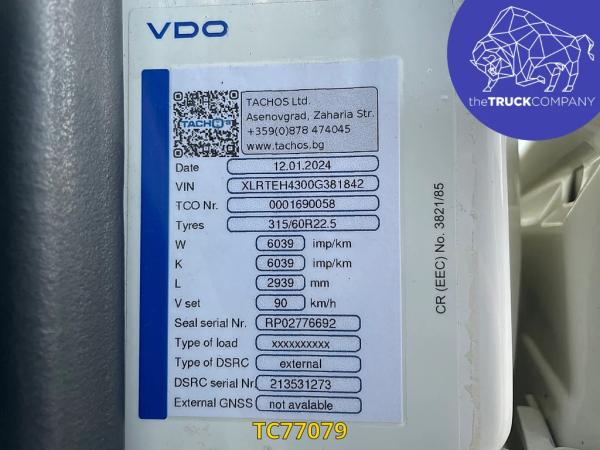 VDO
theTRUCKCOMPANY
TACHOS
TACHOS Ltd.
Asenovgrad, Zaharia Str.
+359(0)878 474045
www.tachos.bg
Date 12.01.2024
VIN XLRTEH4300G381842
TCO Nr. 0001690058
Tyres 315/60R22.5
W 6039 imp/km
K 6039 imp/km
L 2939 mm
V set 90 km/h
Seal serial Nr. RP02776692
Type of load xxxxxxxxxx
Type of DSRC external
DSRC serial Nr. 213531273
External GNSS not avalable
CR (EEC) No. 3821/85
TC77079